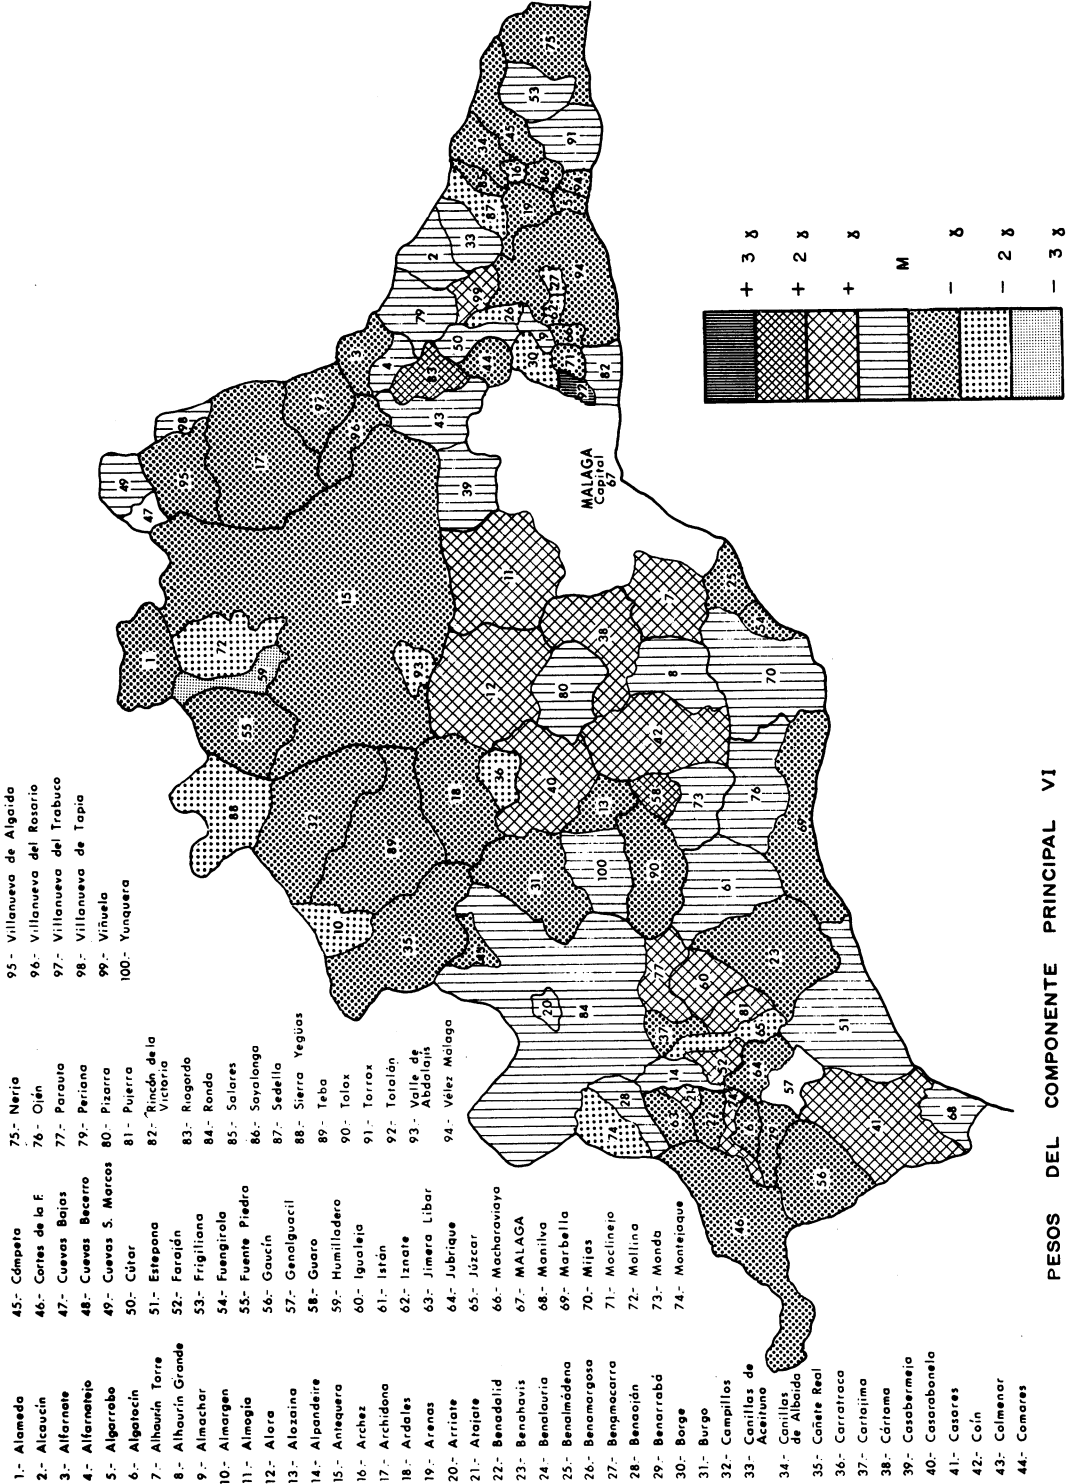 1.- Alameda
2.- Alcaucín
3.- Alfarnate
4.- Alfarnatejo
5.- Algarrobo
6.- Algatocín
7.- Alhaurín Torre
8.- Alhaurín Grande
9.- Almachar
10.- Almargen
11.- Almogía
12.- Alora
13.- Alozaina
14.- Alpandeire
15.- Antequera
16.- Archez
17.- Archidona
18.- Ardales
19.- Arenas
20.- Arriate
21.- Atajate
22.- Benadalid
23.- Benahavis
24.- Benalauria
25.- Benalmádena
26.- Benamargosa
27.- Benamocarra
28.- Benaoján
29.- Benarrabá
30.- Borge
31.- Burgo
32.- Campillos
33.- Canillas de
Aceituno
34.- Canillas
de Albaida
35.- Cañete Real
36.- Carratraca
37.- Cartajima
38.- Cártama
39.- Casabermeja
40.- Casarabonela
41.- Casares
42.- Coín
43.- Colmenar
44.- Comares
45.- Cómpeta
46.- Cortes de la F.
47.- Cuevas Bajas
48.- Cuevas Becerro
49.- Cuevas S. Marcos
50.- Cútar
51.- Estepona
52.- Faraján
53.- Frigiliana
54.- Fuengirola
55.- Fuente Piedra
56.- Gaucín
57.- Genalguacil
58.- Guaro
59.- Humilladero
60.- Igualeja
61.- Istán
62.- Iznate
63.- Jimera Libar
64.- Jubrique
65.- Júzcar
66.- Macharaviaya
67.- MALAGA
68.- Manilva
69.- Marbella
70.- Mijas
71.- Moclinejo
72.- Mollina
73.- Monda
74.- Montejaque
75.- Nerja
76.- Ojén
77.- Parauta
79.- Periana
80.- Pizarra
81.- Pujerra
82.- Rincón de la
Victoria
83.- Riogordo
84.- Ronda
85.- Salares
86.- Sayalonga
87.- Sedella
88.- Sierra Yegüas
89.- Teba
90.- Tolox
91.- Torrox
92.- Totalán
93.- Valle de
Abdalajís
94.- Vélez Málaga
95.- Villanueva de Algaida
96.- Villanueva del Rosario
97.- Villanueva del Trabuco
98.- Villanueva de Tapia
99.- Viñuela
100.- Yunquera
MALAGA
Capital
67
+ 3 ɣ
+ 2 ɣ
+ ɣ
M
- ɣ
- 2 ɣ
- 3 ɣ
PESOS DEL COMPONENTE PRINCIPAL VI